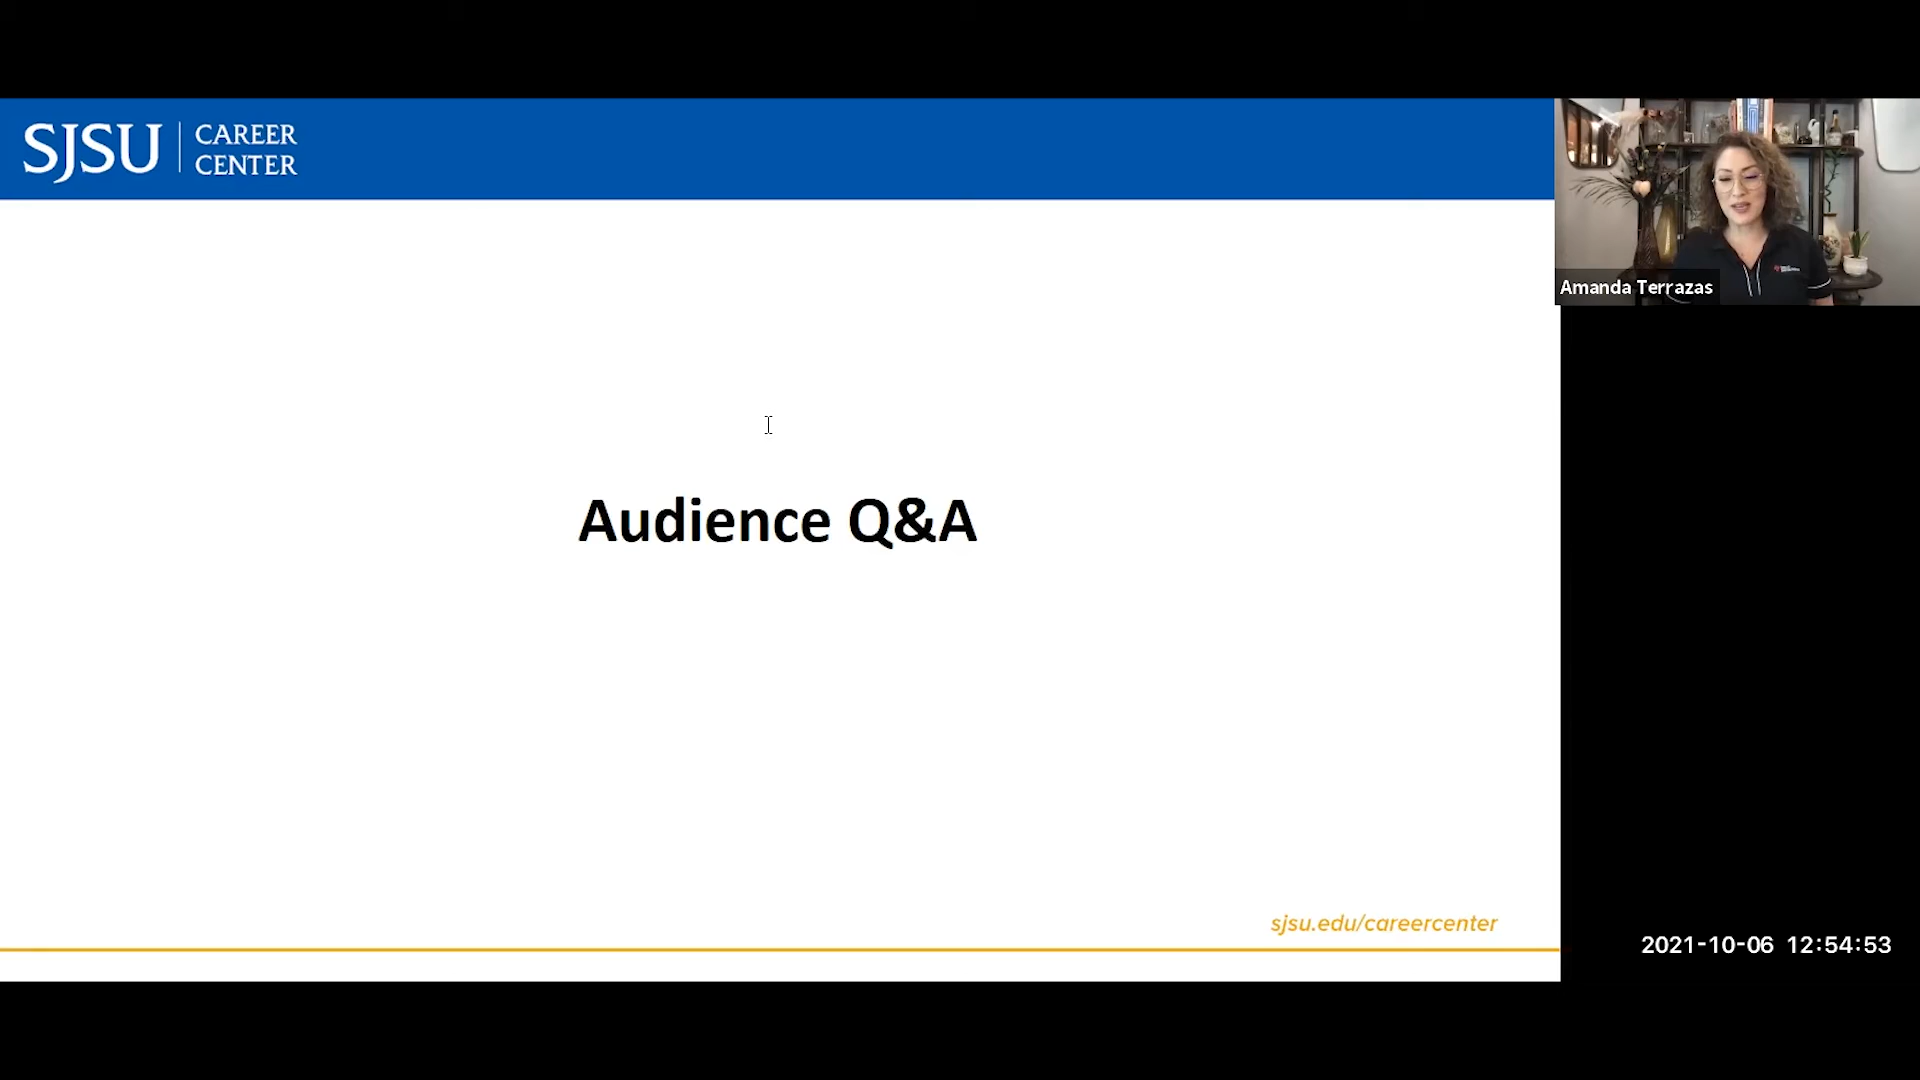 SJSU
CAREER
CENTER
Amanda Terrazas
Audience Q&A
sjsu.edu/careercenter
2021-10-06 12:54:53